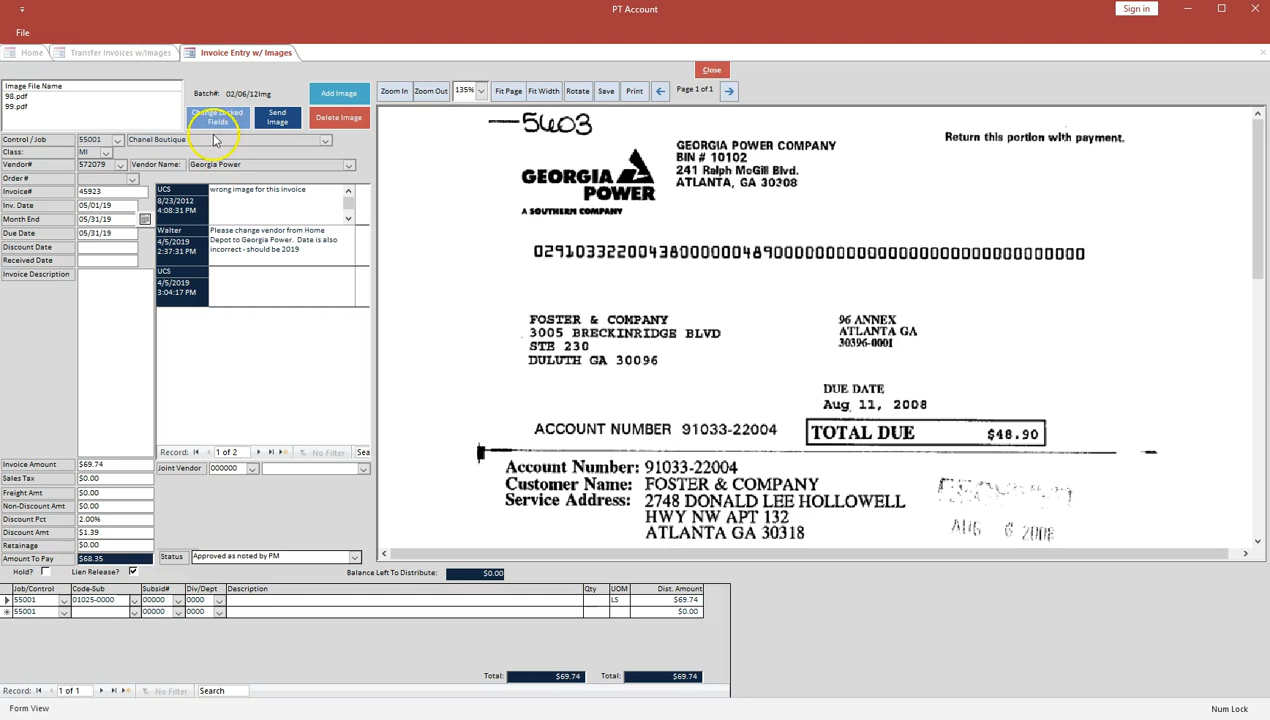 PT Account
Sign in
File
Home
Transfer Invoices w/Images
Invoice Entry w/ Images
Close
Image File Name
98.pdf
99.pdf
Batch#: 02/06/12Img
Add Image
Change Locked Fields
Send Image
Delete Image
Zoom In
Zoom Out
135%
Fit Page
Fit Width
Rotate
Save
Print
Page 1 of 1
Control / Job 55001 Chanel Boutique
Class: MI
Vendor# 572079 Vendor Name: Georgia Power
Order #
Invoice# 45923
Inv. Date 05/01/19
Month End 05/31/19
Due Date 05/31/19
Discount Date
Received Date
Invoice Description
UCS
8/23/2012
4:08:31 PM
wrong image for this invoice
Walter
4/5/2019
2:37:31 PM
Please change vendor from Home
Depot to Georgia Power. Date is also
incorrect - should be 2019
UCS
4/5/2019
3:04:17 PM
Record: 1 of 2 No Filter Sea
Invoice Amount $69.74
Joint Vendor 000000
Sales Tax $0.00
Freight Amt $0.00
Non-Discount Amt $0.00
Discount Pct 2.00%
Discount Amt $1.39
Retainage $0.00
Amount To Pay $68.35
Status Approved as noted by PM
Hold? Lien Release?
Balance Left To Distribute: $0.00
5603
Return this portion with payment.
GEORGIA POWER
A SOUTHERN COMPANY
GEORGIA POWER COMPANY
BIN # 10102
241 Ralph McGill Blvd.
ATLANTA, GA 30308
FOSTER & COMPANY
3005 BRECKINRIDGE BLVD
STE 230
DULUTH GA 30096
96 ANNEX
ATLANTA GA
30396-0001
DUE DATE
Aug 11, 2008
ACCOUNT NUMBER 91033-22004
TOTAL DUE $48.90
Account Number: 91033-22004
Customer Name: FOSTER & COMPANY
Service Address: 2748 DONALD LEE HOLLOWELL
HWY NW APT 132
ATLANTA GA 30318
AUG 6 2008
Job/Control Code-Sub Subsid# Div/Dept Description Qty UOM Dist. Amount
55001 01025-0000 00000 0000 LS $69.74
55001 00000 0000 $0.00
Total: $69.74 Total: $69.74
Record: 1 of 1 No Filter Search
Form View
Num Lock